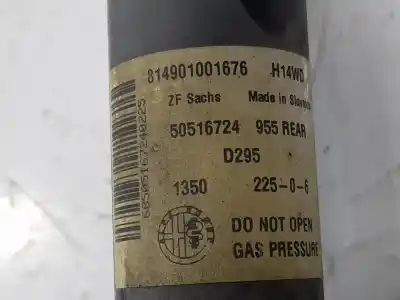 814901001676 H14WD
ZF Sachs Made in
50516724 955 REAR
D295
1350 225-0-6
DO NOT OPEN
GAS PRESSURE